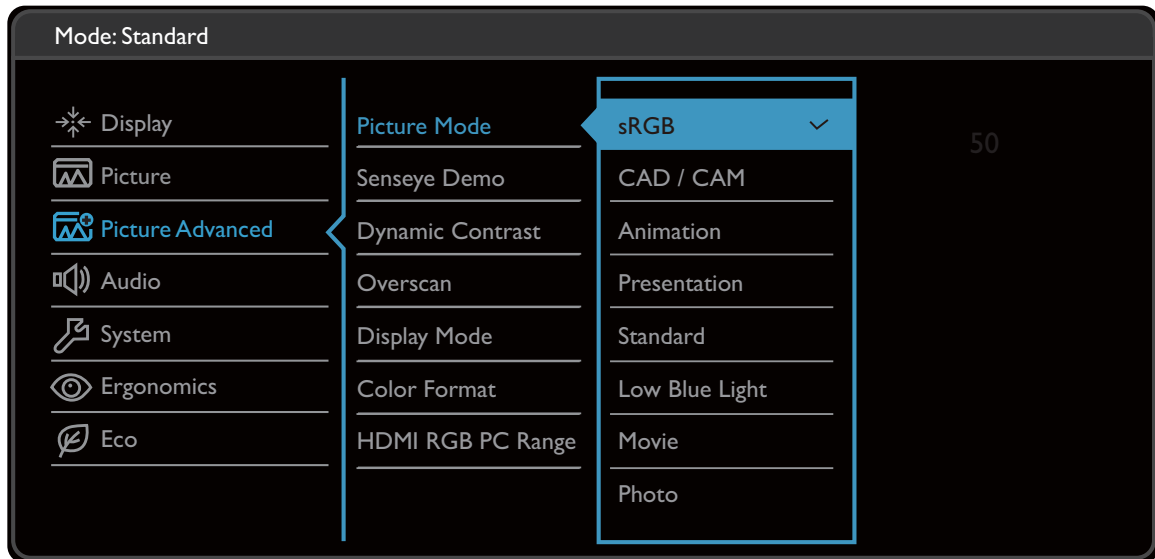 Mode: Standard
Display
Picture
Picture Advanced
Audio
System
Ergonomics
Eco
Picture Mode
Senseye Demo
Dynamic Contrast
Overscan
Display Mode
Color Format
HDMI RGB PC Range
sRGB
CAD / CAM
Animation
Presentation
Standard
Low Blue Light
Movie
Photo
50